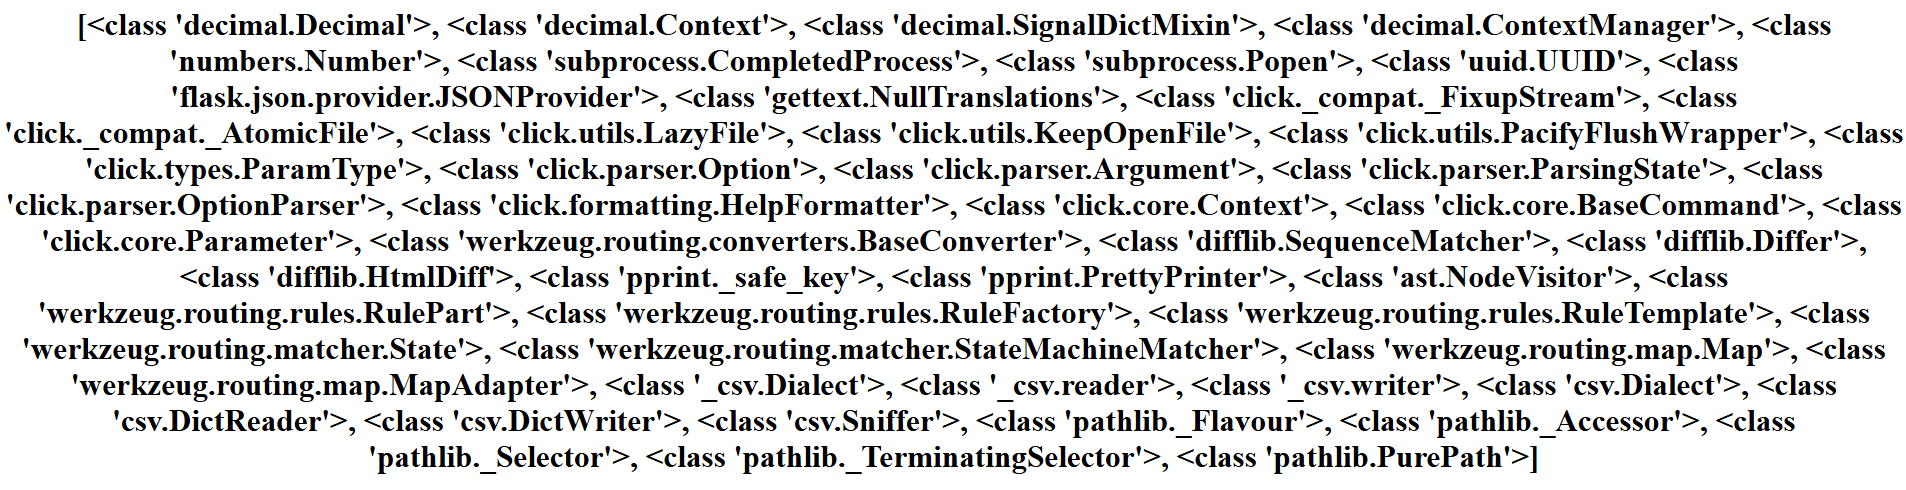 [<class 'decimal.Decimal'>, <class 'decimal.Context'>, <class 'decimal.SignalDictMixin'>, <class 'decimal.ContextManager'>, <class
'numbers.Number'>, <class 'subprocess.CompletedProcess'>, <class 'subprocess.Popen'>, <class 'uuid.UUID'>, <class
'flask.json.provider.JSONProvider'>, <class 'gettext.NullTranslations'>, <class 'click._compat._FixupStream'>, <class
'click._compat._AtomicFile'>, <class 'click.utils.LazyFile'>, <class 'click.utils.KeepOpenFile'>, <class 'click.utils.PacifyFlushWrapper'>, <class
'click.types.ParamType'>, <class 'click.parser.Option'>, <class 'click.parser.Argument'>, <class 'click.parser.ParsingState'>, <class
'click.parser.OptionParser'>, <class 'click.formatting.HelpFormatter'>, <class 'click.core.Context'>, <class 'click.core.BaseCommand'>, <class
'click.core.Parameter'>, <class 'werkzeug.routing.converters.BaseConverter'>, <class 'difflib.SequenceMatcher'>, <class 'difflib.Differ'>,
<class 'difflib.HtmlDiff'>, <class 'pprint._safe_key'>, <class 'pprint.PrettyPrinter'>, <class 'ast.NodeVisitor'>, <class
'werkzeug.routing.rules.RulePart'>, <class 'werkzeug.routing.rules.RuleFactory'>, <class 'werkzeug.routing.rules.RuleTemplate'>, <class
'werkzeug.routing.matcher.State'>, <class 'werkzeug.routing.matcher.StateMachineMatcher'>, <class 'werkzeug.routing.map.Map'>, <class
'werkzeug.routing.map.MapAdapter'>, <class '_csv.Dialect'>, <class '_csv.reader'>, <class '_csv.writer'>, <class 'csv.Dialect'>, <class
'csv.DictReader'>, <class 'csv.DictWriter'>, <class 'csv.Sniffer'>, <class 'pathlib._Flavour'>, <class 'pathlib._Accessor'>, <class
'pathlib._Selector'>, <class 'pathlib._TerminatingSelector'>, <class 'pathlib.PurePath'>]